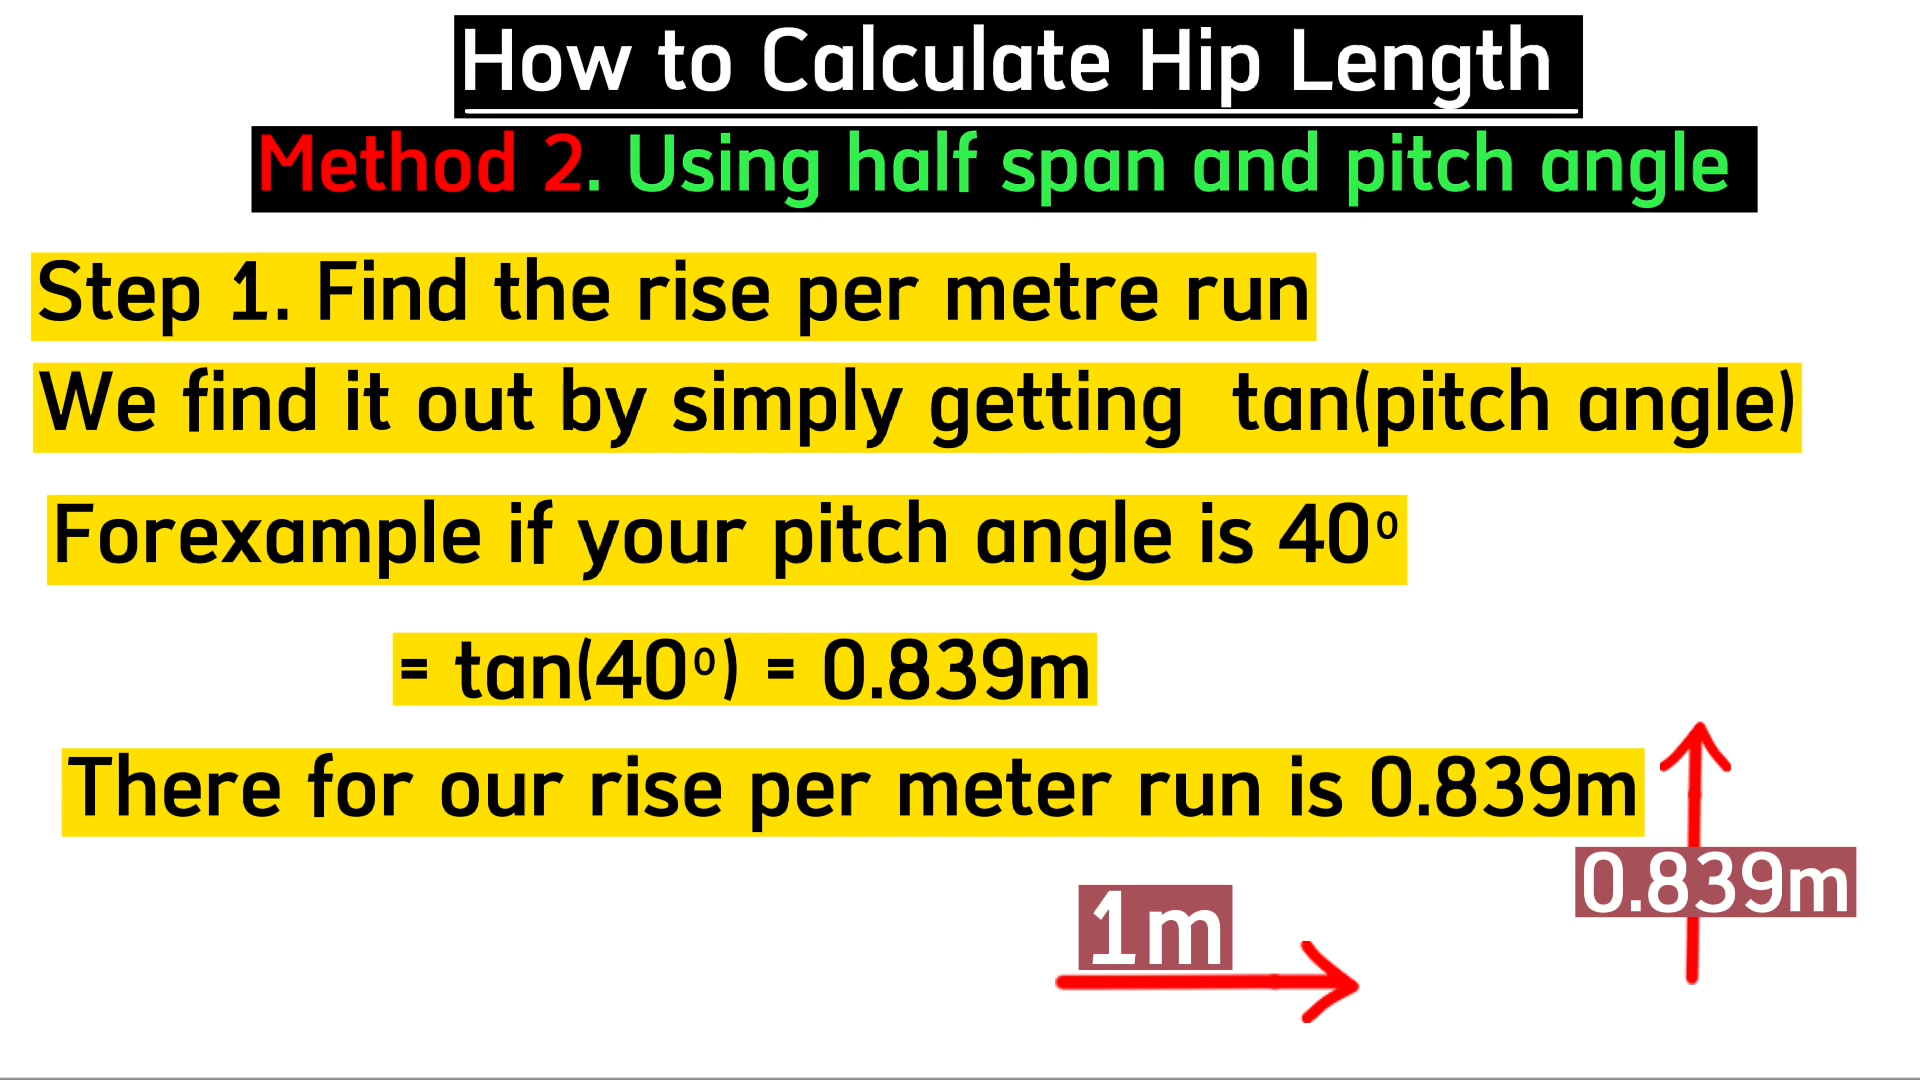 How to Calculate Hip Length
Method 2. Using half span and pitch angle
Step 1. Find the rise per metre run
We find it out by simply getting tan(pitch angle)
Forexample if your pitch angle is 40⁰
= tan(40⁰) = 0.839m
There for our rise per meter run is 0.839m
0.839m
1m